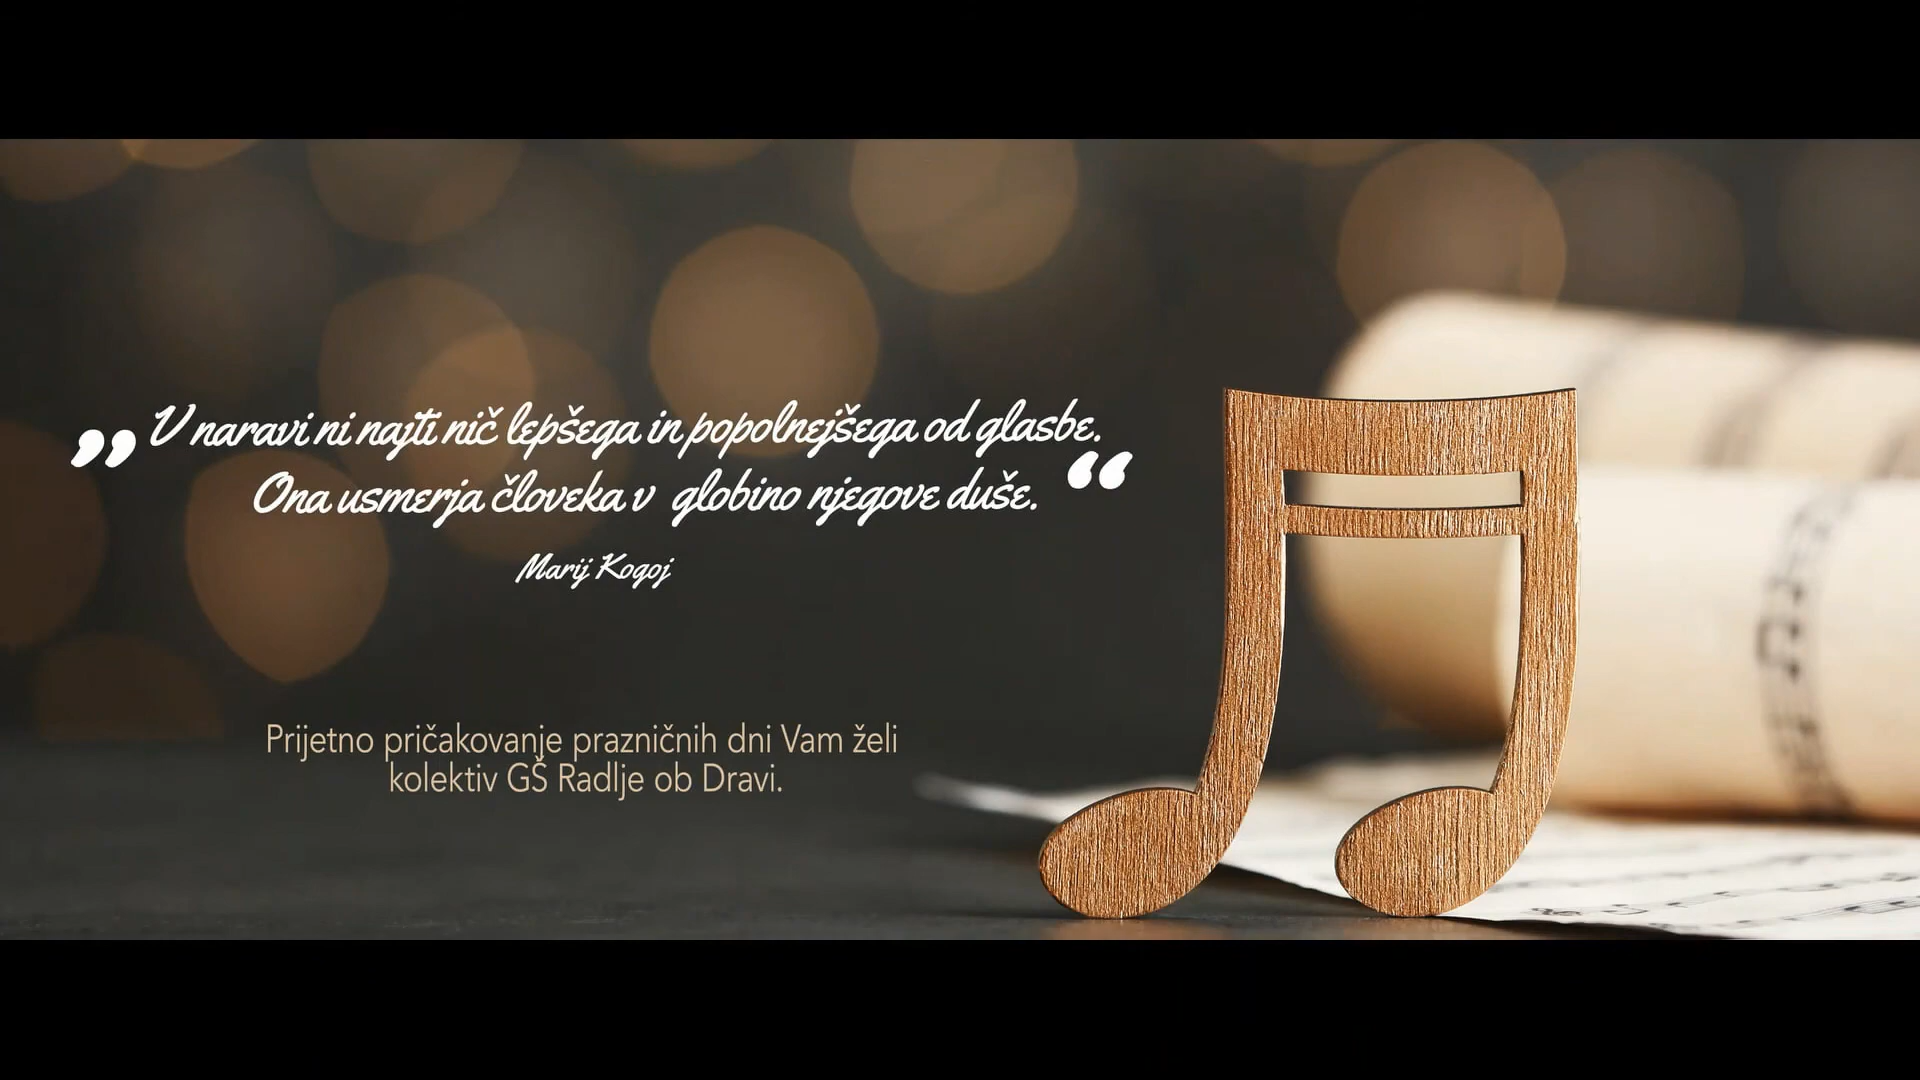 „V naravi ni najti nič lepšega in popolnejšega od glasbe.
Ona usmerja človeka v globino njegove duše.“
Marij Kogoj
Prijetno pričakovanje prazničnih dni Vam želi
kolektiv GŠ Radlje ob Dravi.